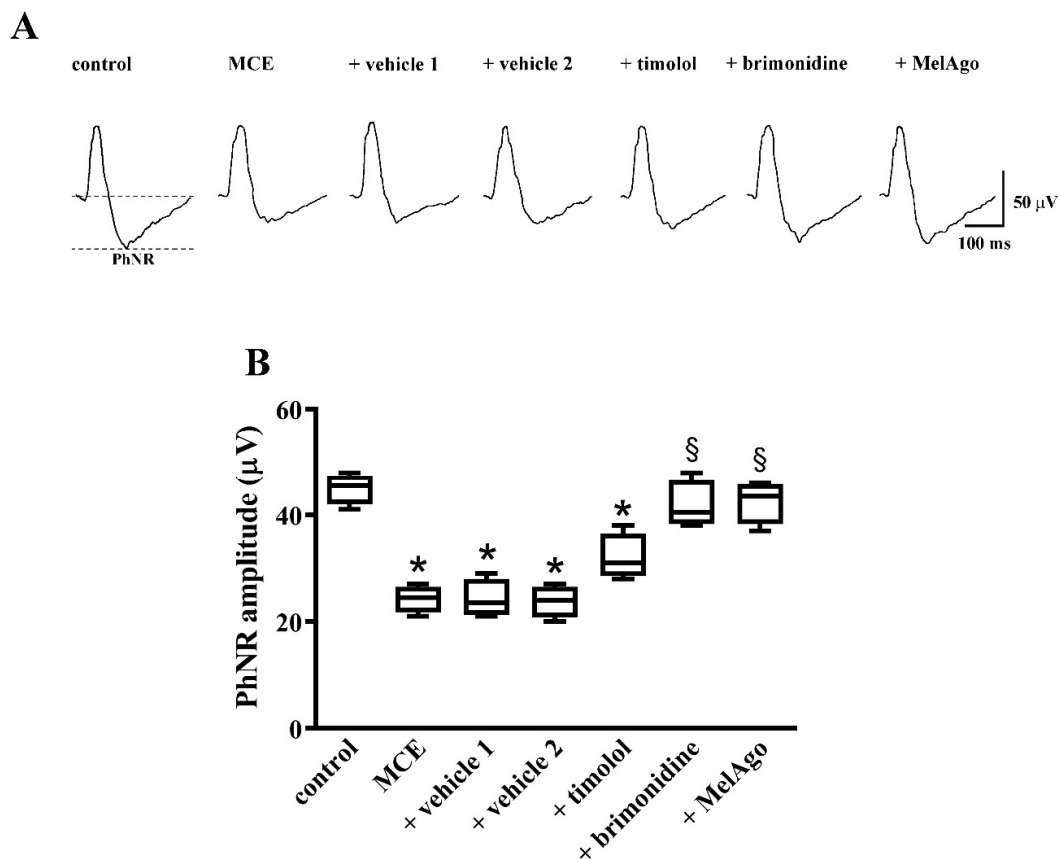 A
control MCE + vehicle 1 + vehicle 2 + timolol + brimonidine + MelAgo
50 μV
100 ms
PhNR
B
PhNR amplitude (μV)
60
40
20
0
* * * * § §
control MCE + vehicle 1 + vehicle 2 + timolol + brimonidine + MelAgo